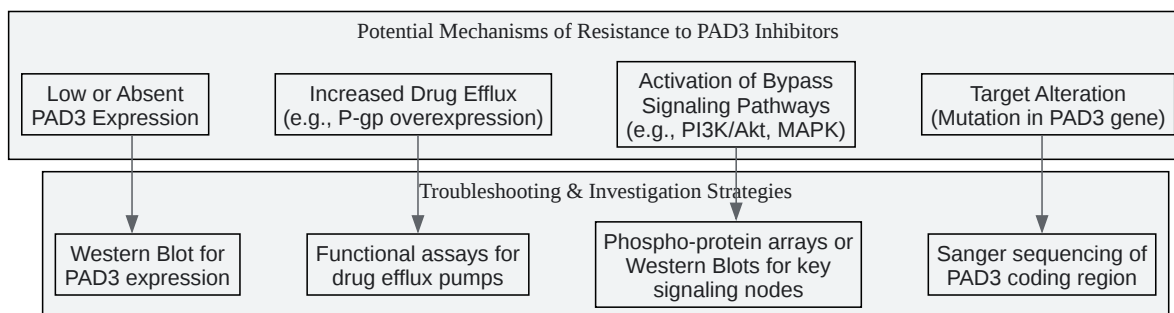 Potential Mechanisms of Resistance to PAD3 Inhibitors
Low or Absent
PAD3 Expression
Increased Drug Efflux
(e.g., P-gp overexpression)
Activation of Bypass
Signaling Pathways
(e.g., PI3K/Akt, MAPK)
Target Alteration
(Mutation in PAD3 gene)
Troubleshooting & Investigation Strategies
Western Blot for
PAD3 expression
Functional assays for
drug efflux pumps
Phospho-protein arrays or
Western Blots for key
signaling nodes
Sanger sequencing of
PAD3 coding region